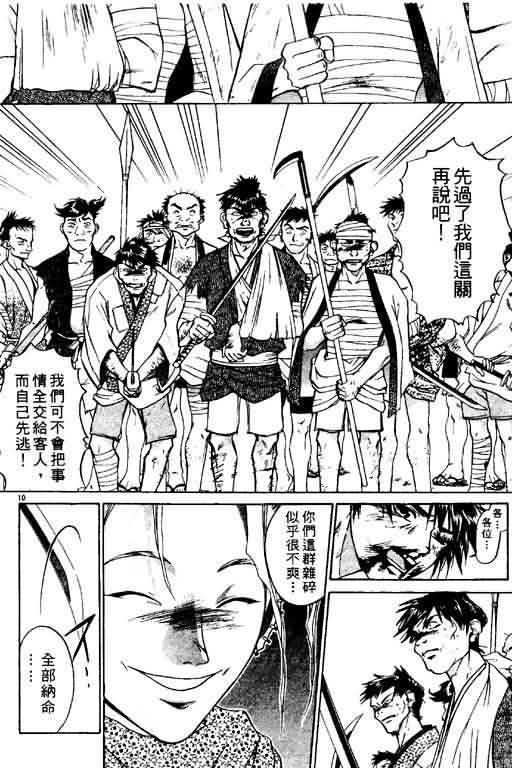 先過了我們這關
再說吧！
我們可不會把事
情全交給客人，
而自己先逃！
10
各…
各位…
你們這群雜碎
似乎很不爽…
全部納命
……